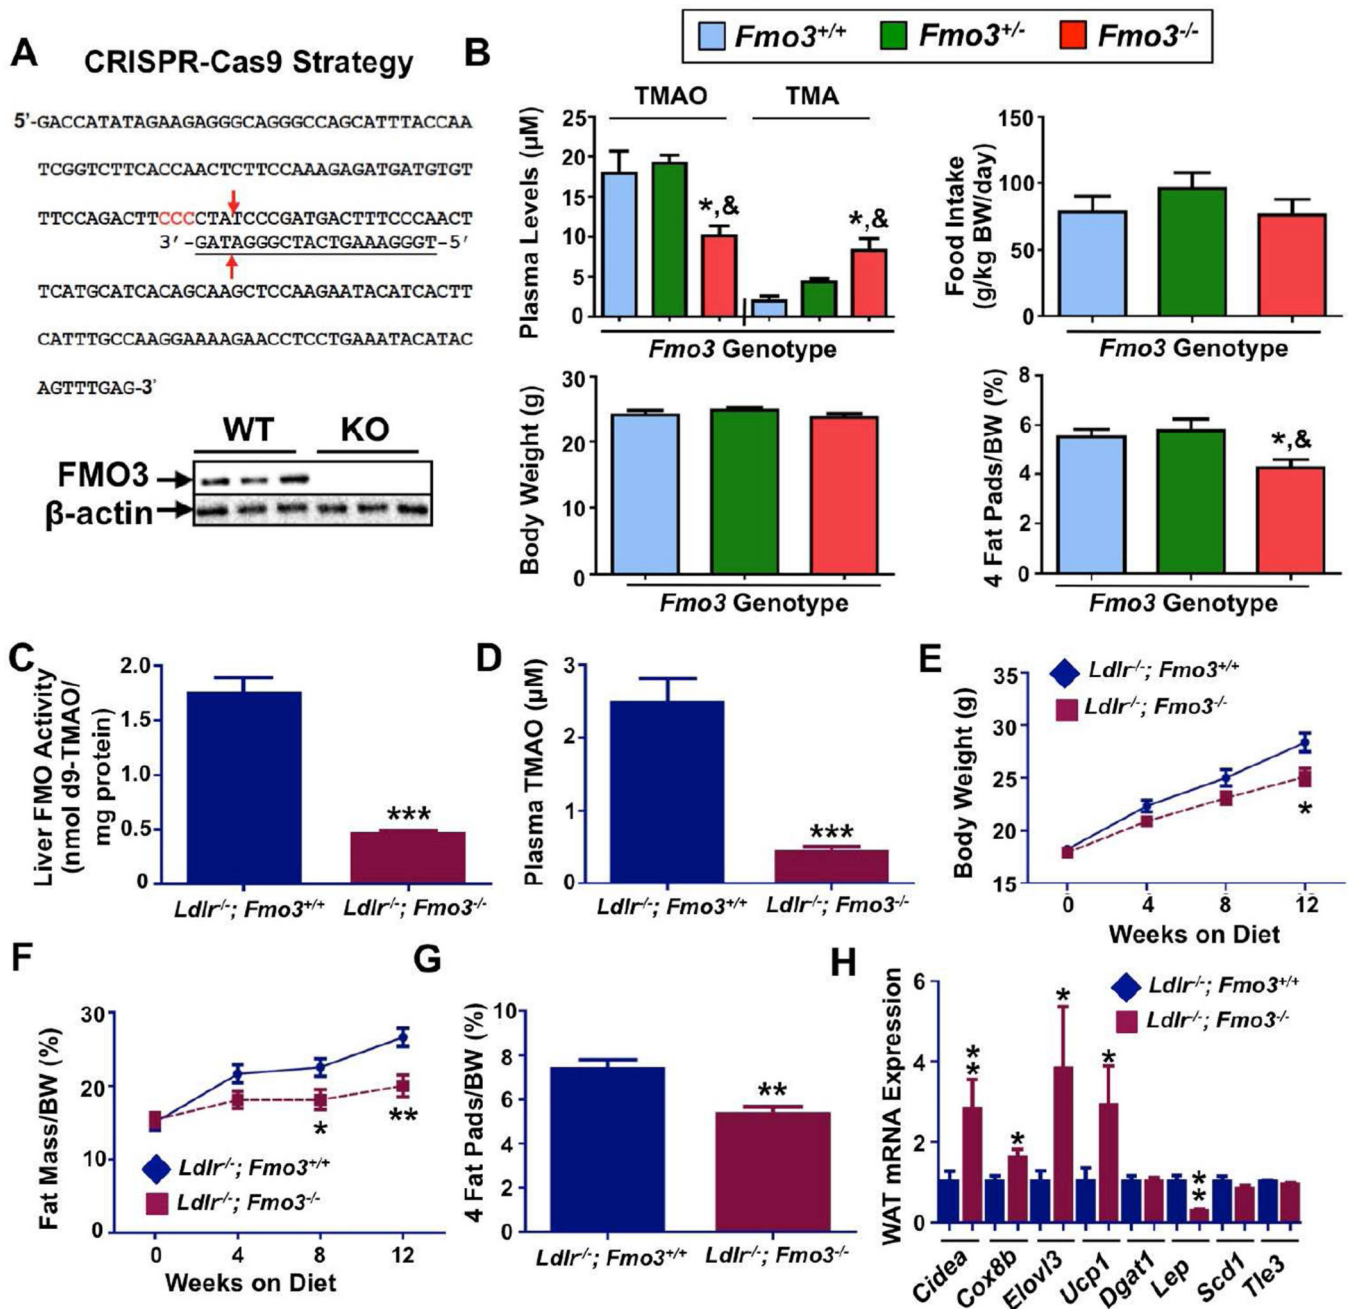 Fmo3+/+ Fmo3+/- Fmo3-/-
A
CRISPR-Cas9 Strategy
5'-GACCATATAGAAGAGGGCAGGGCCAGCATTTACCAA
TCGGTCTTCACCAACTCTTCCAAAGAGATGATGTGT
TTCCAGACTTCCCCTATCCCGATGACTTTCCCAACT
3'-GATAGGGCTACTGAAAGGGT-5'
TCATGCATCACAGCAAGCTCCAAGAATACATCACTT
CATTTGCCAAGGAAAAGAACCTCCTGAAATACATAC
AGTTTGAG-3'
WT KO
FMO3
β-actin
B
TMAO TMA
Plasma Levels (µM)
25
20
15
10
5
0
*,& *,&
Fmo3 Genotype
Food Intake
(g/kg BW/day)
150
100
50
0
Fmo3 Genotype
Body Weight (g)
30
20
10
0
Fmo3 Genotype
4 Fat Pads/BW (%)
8
6
4
2
0
*,&
Fmo3 Genotype
C
Liver FMO Activity
(nmol d9-TMAO/
mg protein)
2.0
1.5
1.0
0.5
0
***
Ldlr-/-; Fmo3+/+ Ldlr-/-; Fmo3-/-
D
Plasma TMAO (µM)
3
2
1
0
***
Ldlr-/-; Fmo3+/+ Ldlr-/-; Fmo3-/-
E
Ldlr-/-; Fmo3+/+
Ldlr-/-; Fmo3-/-
Body Weight (g)
35
30
25
20
15
*
0 4 8 12
Weeks on Diet
F
Fat Mass/BW (%)
30
20
10
0
* **
Ldlr-/-; Fmo3+/+
Ldlr-/-; Fmo3-/-
0 4 8 12
Weeks on Diet
G
4 Fat Pads/BW (%)
10
8
6
4
2
0
**
Ldlr-/-; Fmo3+/+ Ldlr-/-; Fmo3-/-
H
Ldlr-/-; Fmo3+/+
Ldlr-/-; Fmo3-/-
WAT mRNA Expression
6
4
2
0
** * * * **
Cidea Cox8b Elovl3 Ucp1 Dgat1 Lep Scd1 Tle3